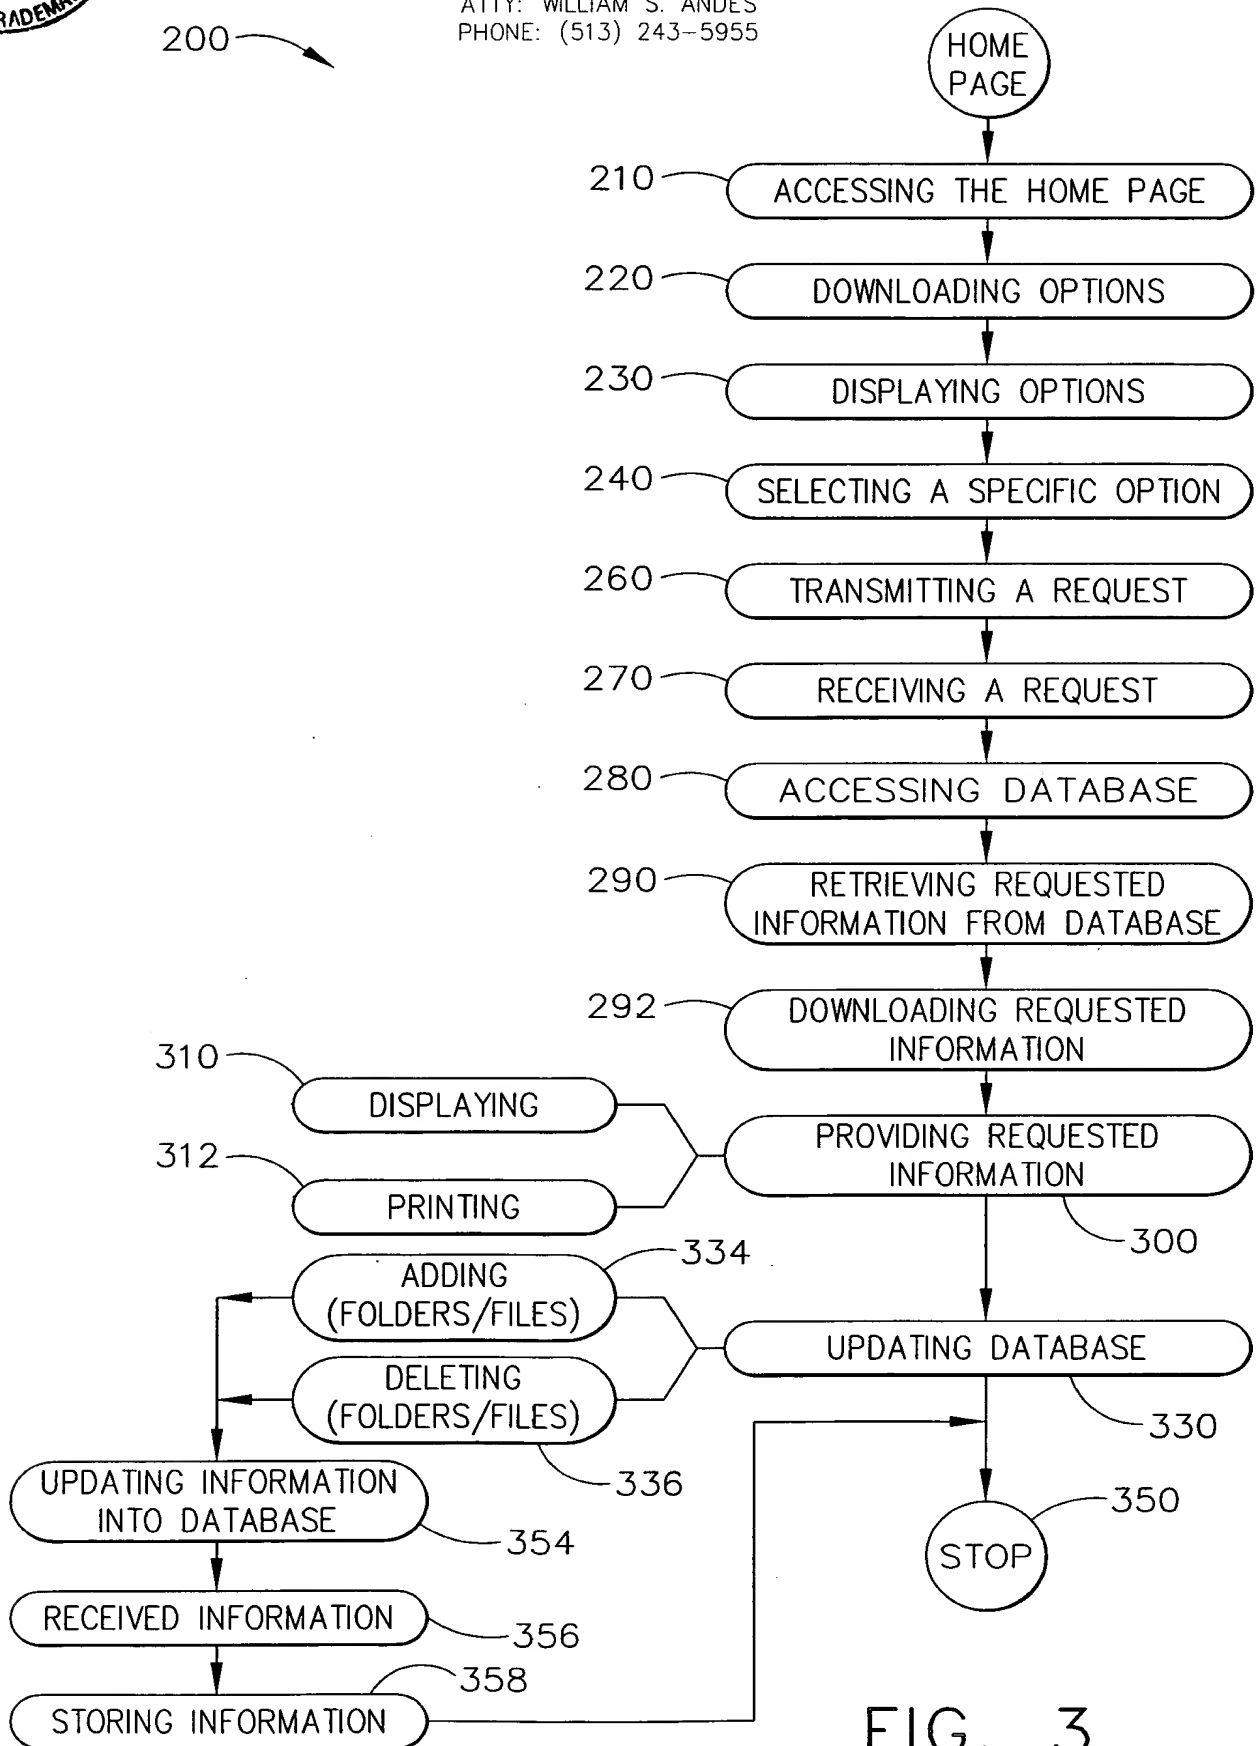 ATTY: WILLIAM S. ANDES
PHONE: (513) 243-5955
200
HOME
PAGE
210
ACCESSING THE HOME PAGE
220
DOWNLOADING OPTIONS
230
DISPLAYING OPTIONS
240
SELECTING A SPECIFIC OPTION
260
TRANSMITTING A REQUEST
270
RECEIVING A REQUEST
280
ACCESSING DATABASE
290
RETRIEVING REQUESTED
INFORMATION FROM DATABASE
292
DOWNLOADING REQUESTED
INFORMATION
310
DISPLAYING
312
PRINTING
PROVIDING REQUESTED
INFORMATION
300
334
ADDING
(FOLDERS/FILES)
UPDATING DATABASE
330
DELETING
(FOLDERS/FILES)
336
UPDATING INFORMATION
INTO DATABASE
354
350
STOP
RECEIVED INFORMATION
356
358
STORING INFORMATION
FIG. 3